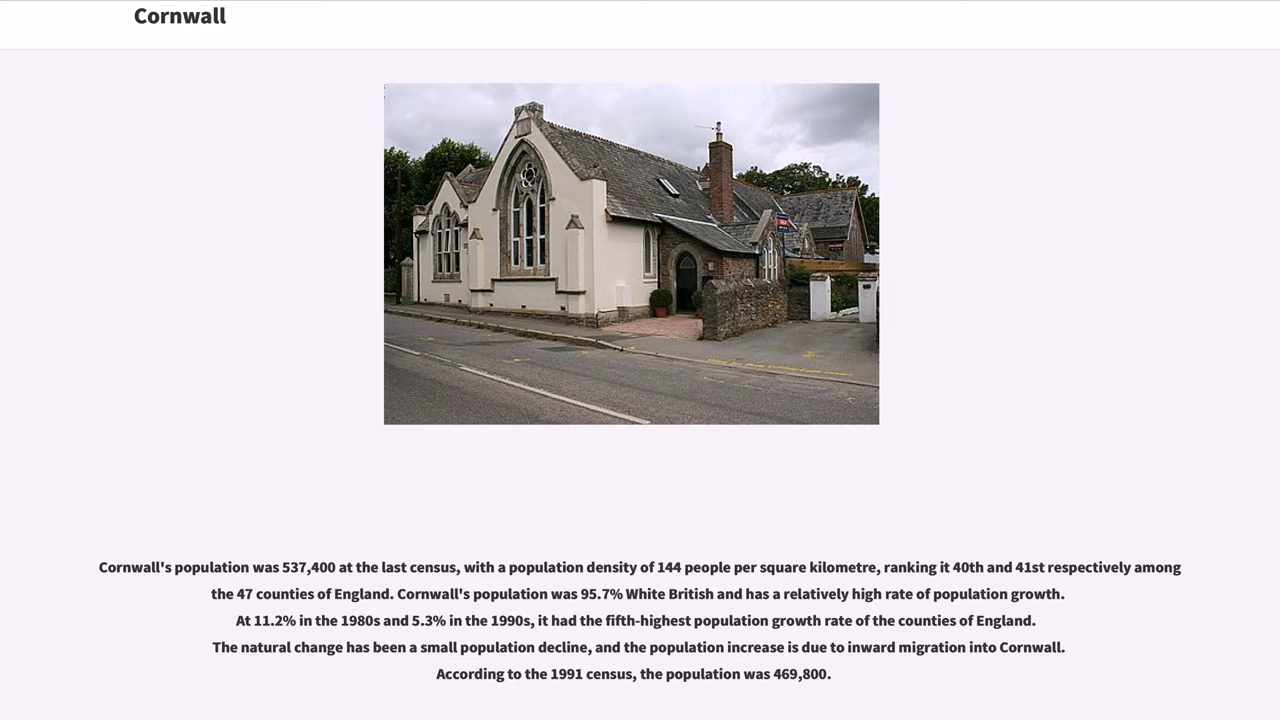 Cornwall
Cornwall's population was 537,400 at the last census, with a population density of 144 people per square kilometre, ranking it 40th and 41st respectively among
the 47 counties of England. Cornwall's population was 95.7% White British and has a relatively high rate of population growth.
At 11.2% in the 1980s and 5.3% in the 1990s, it had the fifth-highest population growth rate of the counties of England.
The natural change has been a small population decline, and the population increase is due to inward migration into Cornwall.
According to the 1991 census, the population was 469,800.